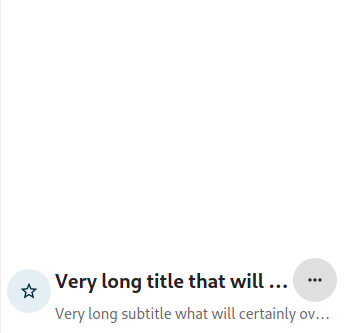 Very long title that will ...
Very long subtitle what will certainly ov...